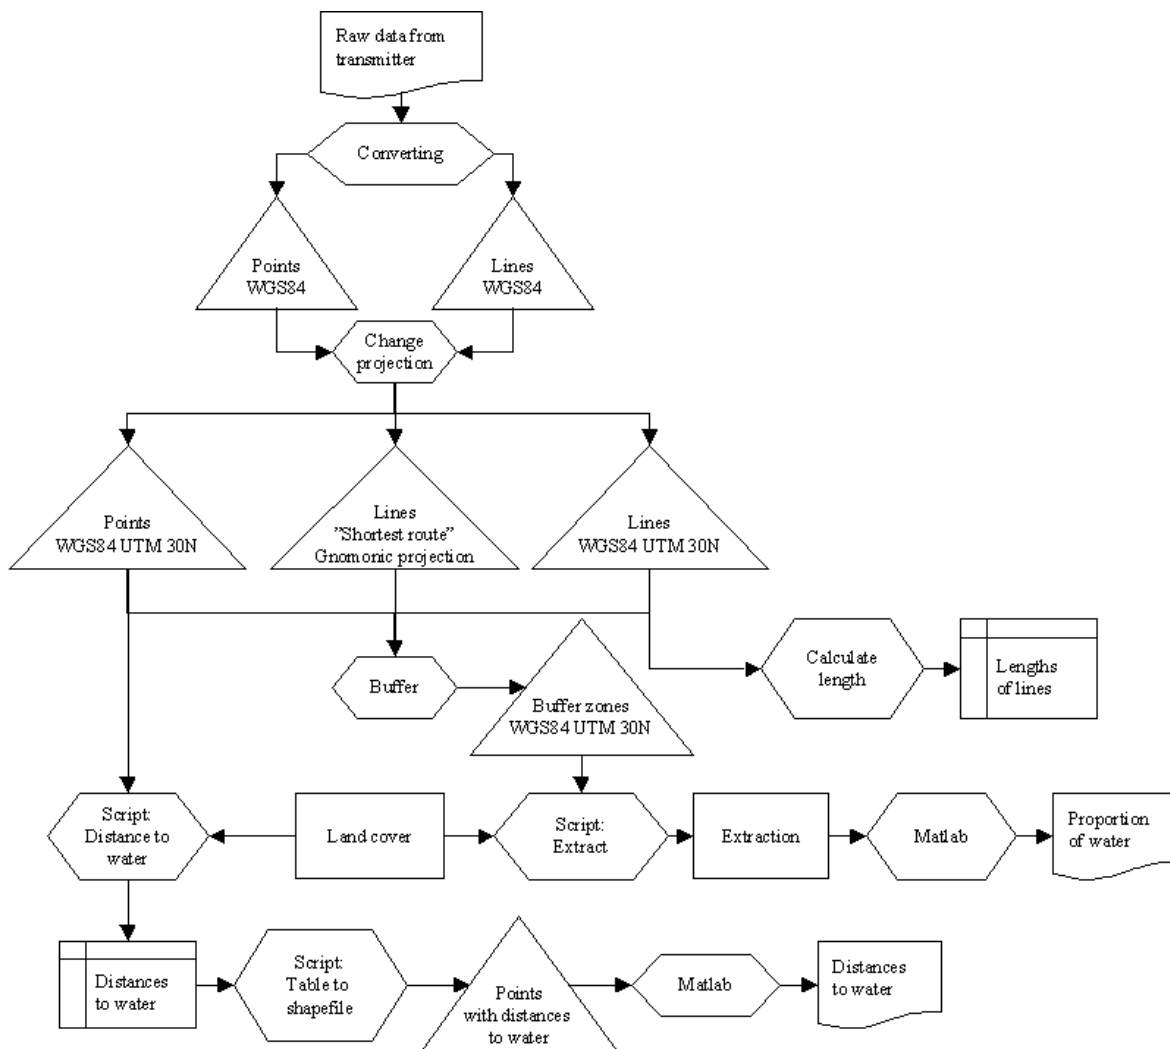 Raw data from
transmitter
Converting
Points
WGS84
Lines
WGS84
Change
projection
Points
WGS84 UTM 30N
Lines
"Shortest route"
Gnomonic projection
Lines
WGS84 UTM 30N
Buffer
Buffer zones
WGS84 UTM 30N
Calculate
length
Lengths
of lines
Script:
Distance to
water
Land cover
Script:
Extract
Extraction
Matlab
Proportion
of water
Distances
to water
Script:
Table to
shapefile
Points
with distances
to water
Matlab
Distances
to water